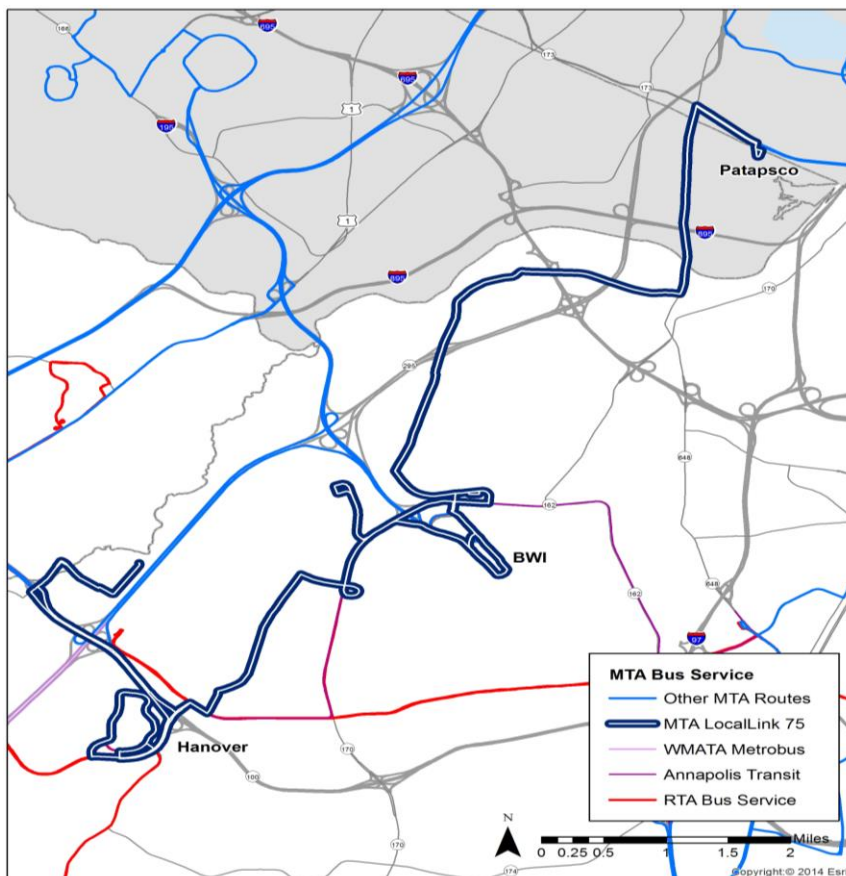 695
166
895
173
173
1
195
Patapsco
1
695
895
170
295
648
162
BWI
162
648
97
MTA Bus Service
Other MTA Routes
MTA LocalLink 75
WMATA Metrobus
Annapolis Transit
RTA Bus Service
Hanover
170
100
N
Miles
0 0.25 0.5 1 2
170
174
Copyright:© 2014 Esri